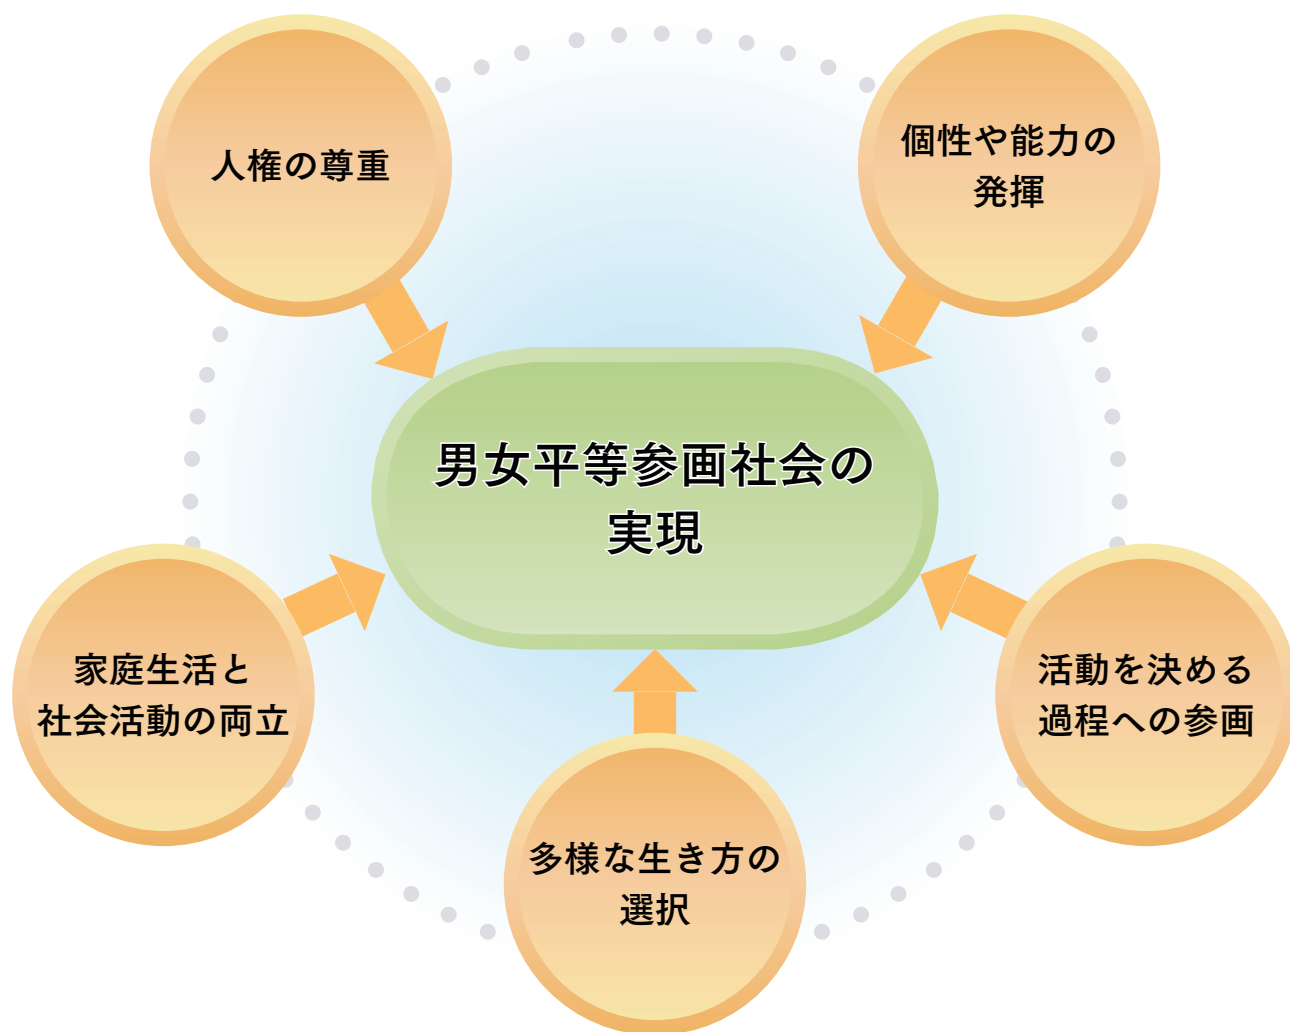 人権の尊重
個性や能力の
発揮
男女平等参画社会の
実現
家庭生活と
社会活動の両立
活動を決める
過程への参画
多様な生き方の
選択